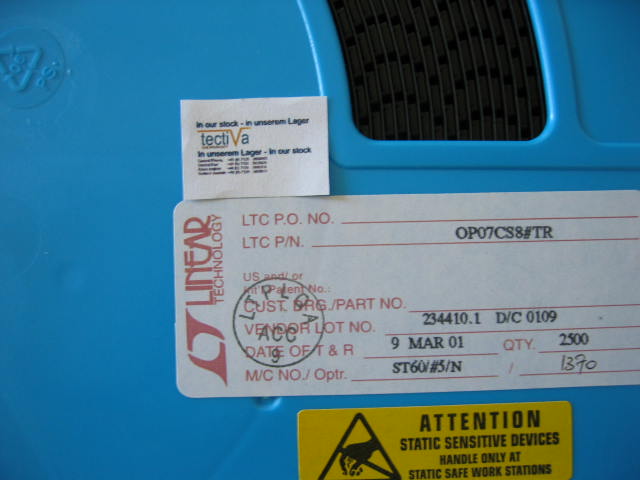 In our stock - in unserem Lager
tectiVa
In unserem Lager - In our stock
LINEAR
TECHNOLOGY
LTC P.O. NO.
LTC P/N. OP07CS8#TR
US and/ or
Int'l Patent No.:
CUST. DRG./PART NO.
VENDOR LOT NO. 234410.1 D/C 0109
DATE OF T & R 9 MAR 01 QTY. 2500
M/C NO./ Optr. ST60/#5/N / 1370
ACC
9
ATTENTION
STATIC SENSITIVE DEVICES
HANDLE ONLY AT
STATIC SAFE WORK STATIONS